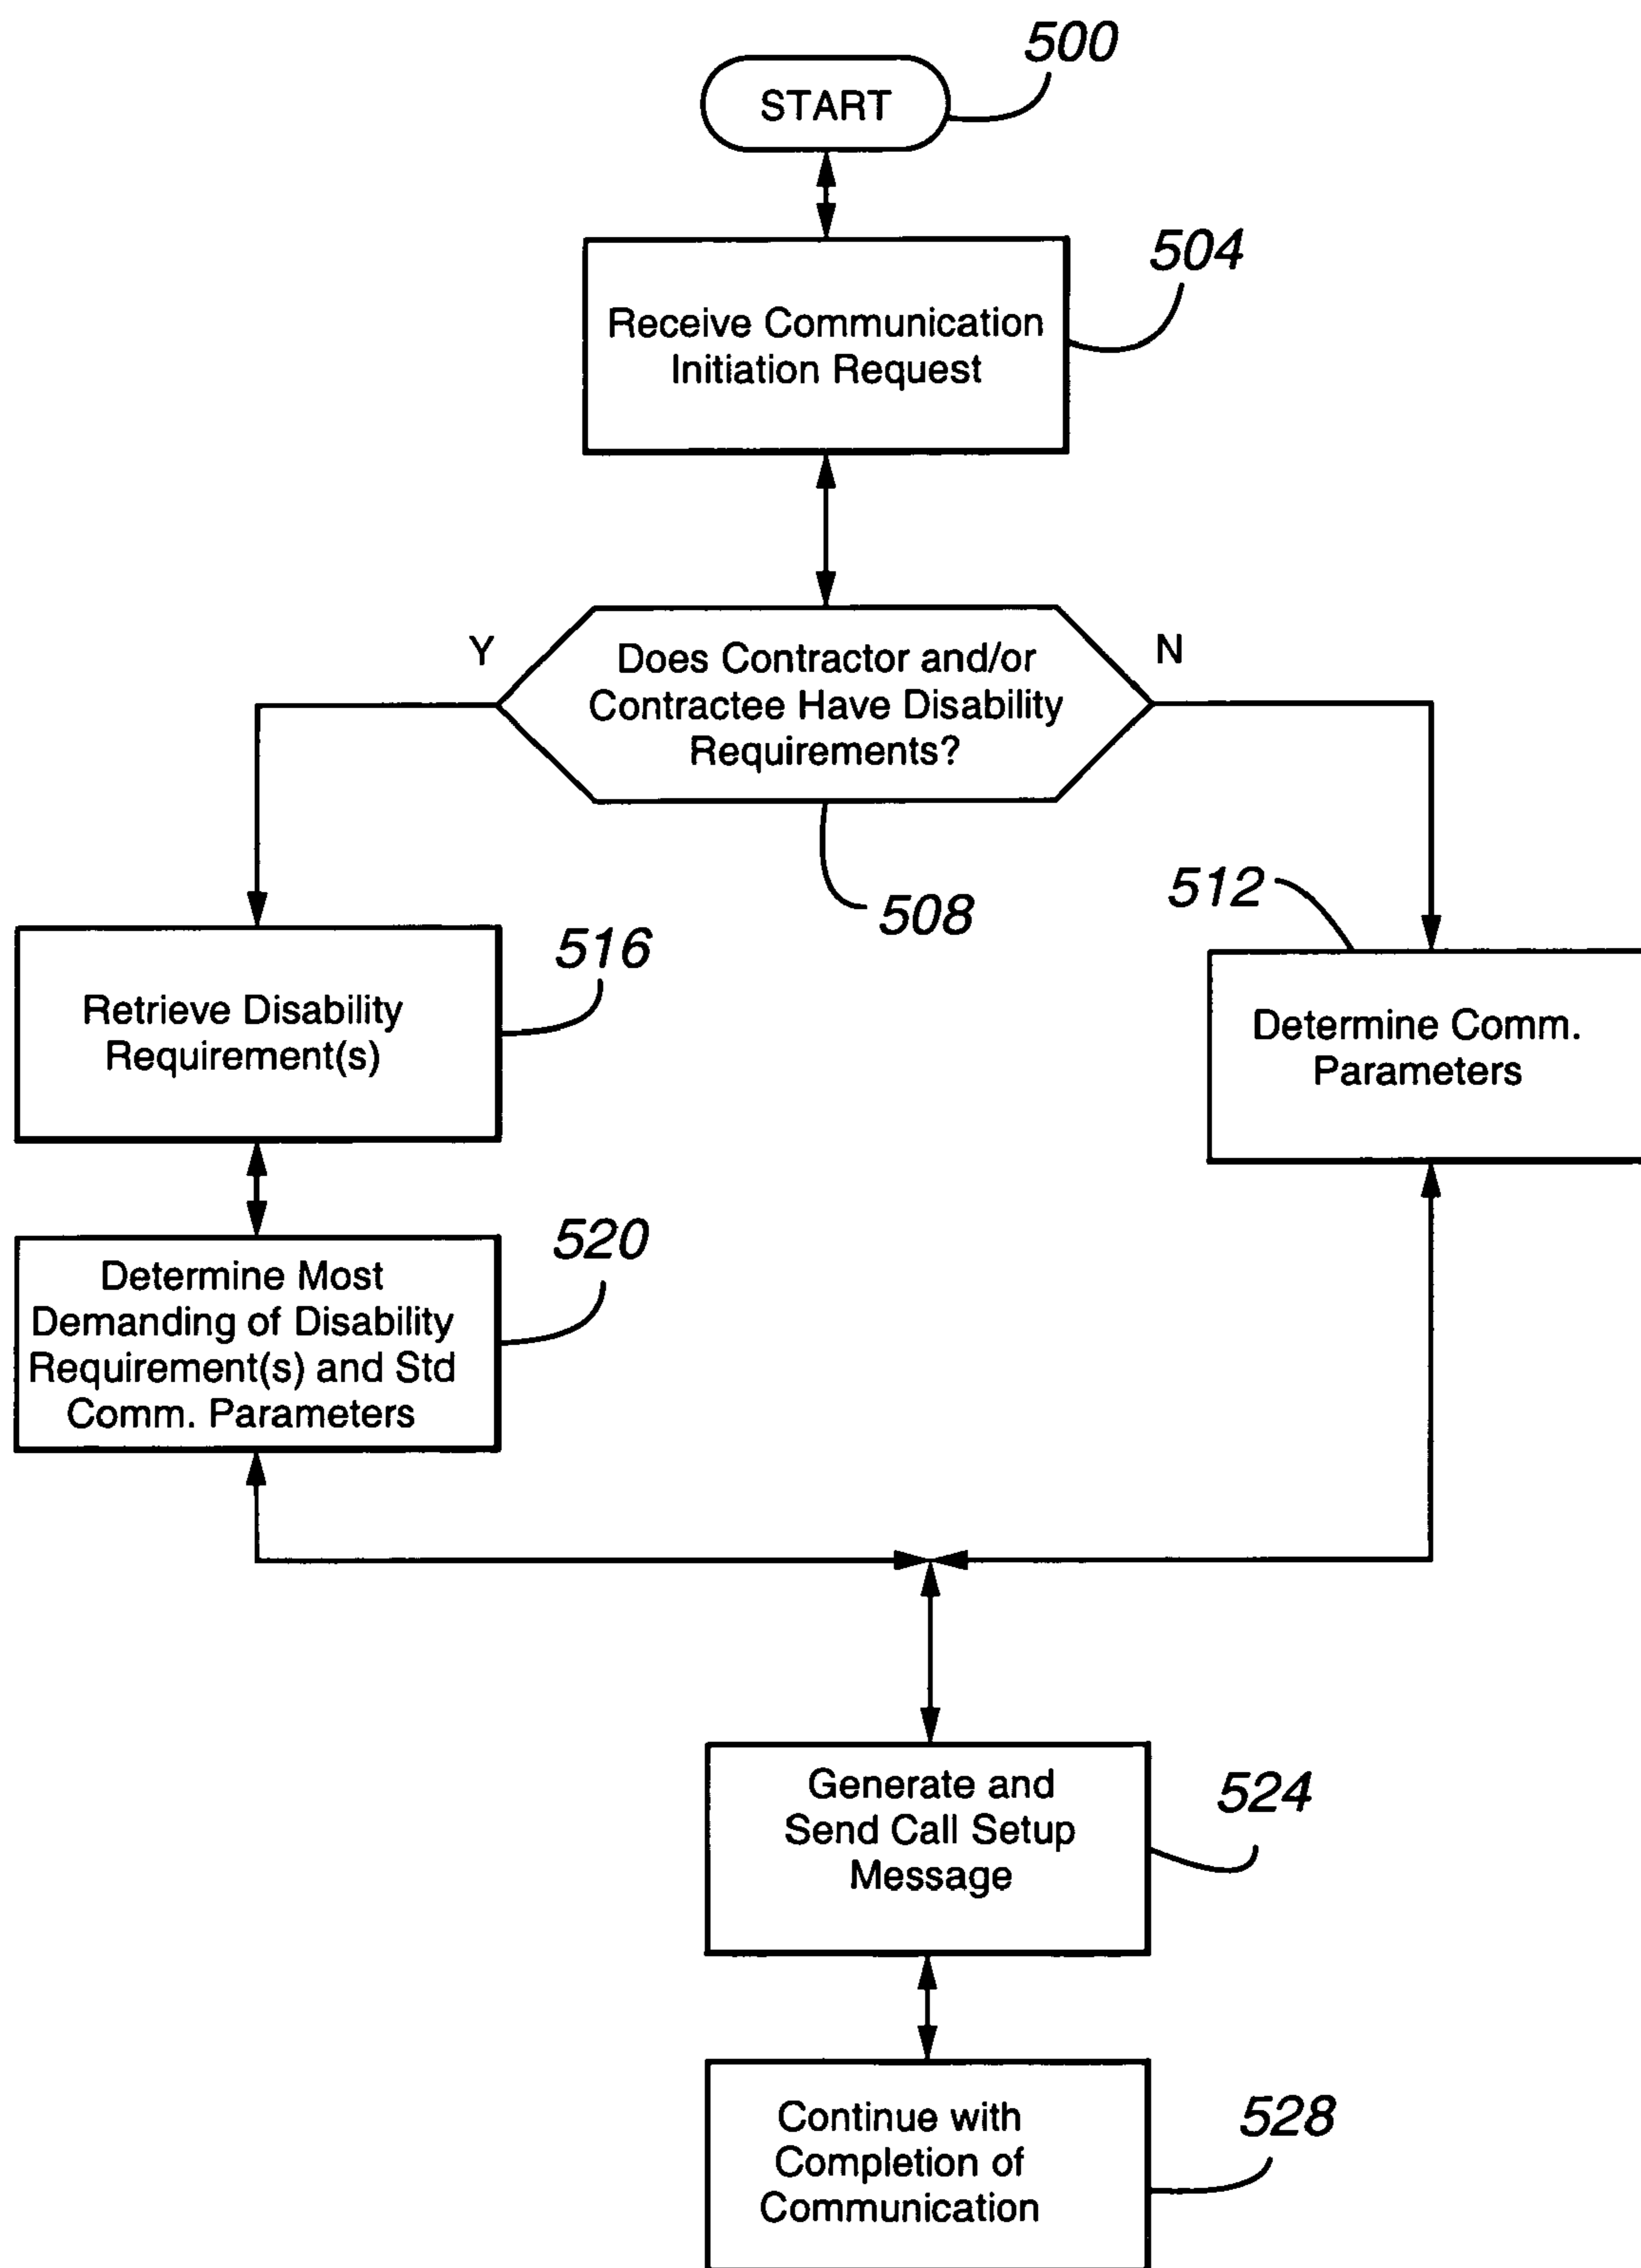 500
START
504
Receive Communication
Initiation Request
Y
N
Does Contractor and/or
Contractee Have Disability
Requirements?
508
512
516
Retrieve Disability
Requirement(s)
Determine Comm.
Parameters
520
Determine Most
Demanding of Disability
Requirement(s) and Std
Comm. Parameters
524
Generate and
Send Call Setup
Message
528
Continue with
Completion of
Communication